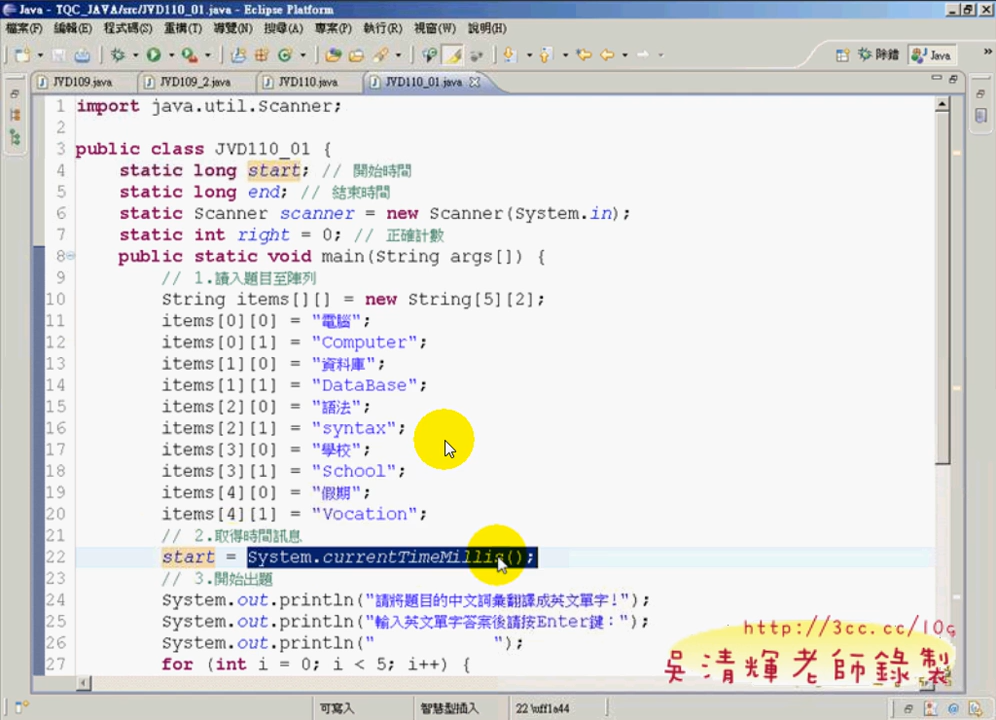 Java - TQC_JAVA/src/JVD110_01.java - Eclipse Platform
檔案(F) 編輯(E) 程式碼(S) 重構(T) 導覽(N) 搜尋(A) 專案(P) 執行(R) 視窗(W) 說明(H)
除錯 Java
JVD109.java JVD109_2.java JVD110.java JVD110_01.java
1 import java.util.Scanner;
2
3 public class JVD110_01 {
4 static long start; // 開始時間
5 static long end; // 結束時間
6 static Scanner scanner = new Scanner(System.in);
7 static int right = 0; // 正確計數
8 public static void main(String args[]) {
9 // 1.讀入題目至陣列
10 String items[][] = new String[5][2];
11 items[0][0] = "電腦";
12 items[0][1] = "Computer";
13 items[1][0] = "資料庫";
14 items[1][1] = "DataBase";
15 items[2][0] = "語法";
16 items[2][1] = "syntax";
17 items[3][0] = "學校";
18 items[3][1] = "School";
19 items[4][0] = "假期";
20 items[4][1] = "Vocation";
21 // 2.取得時間訊息
22 start = System.currentTimeMillis();
23 // 3.開始出題
24 System.out.println("請將題目的中文詞彙翻譯成英文單字!");
25 System.out.println("輸入英文單字答案後請按Enter鍵：");
26 System.out.println(" ");
27 for (int i = 0; i < 5; i++) {
http://3cc.cc/10g
吳清輝老師錄製
可寫入 智慧型插入 22 \uff1a44